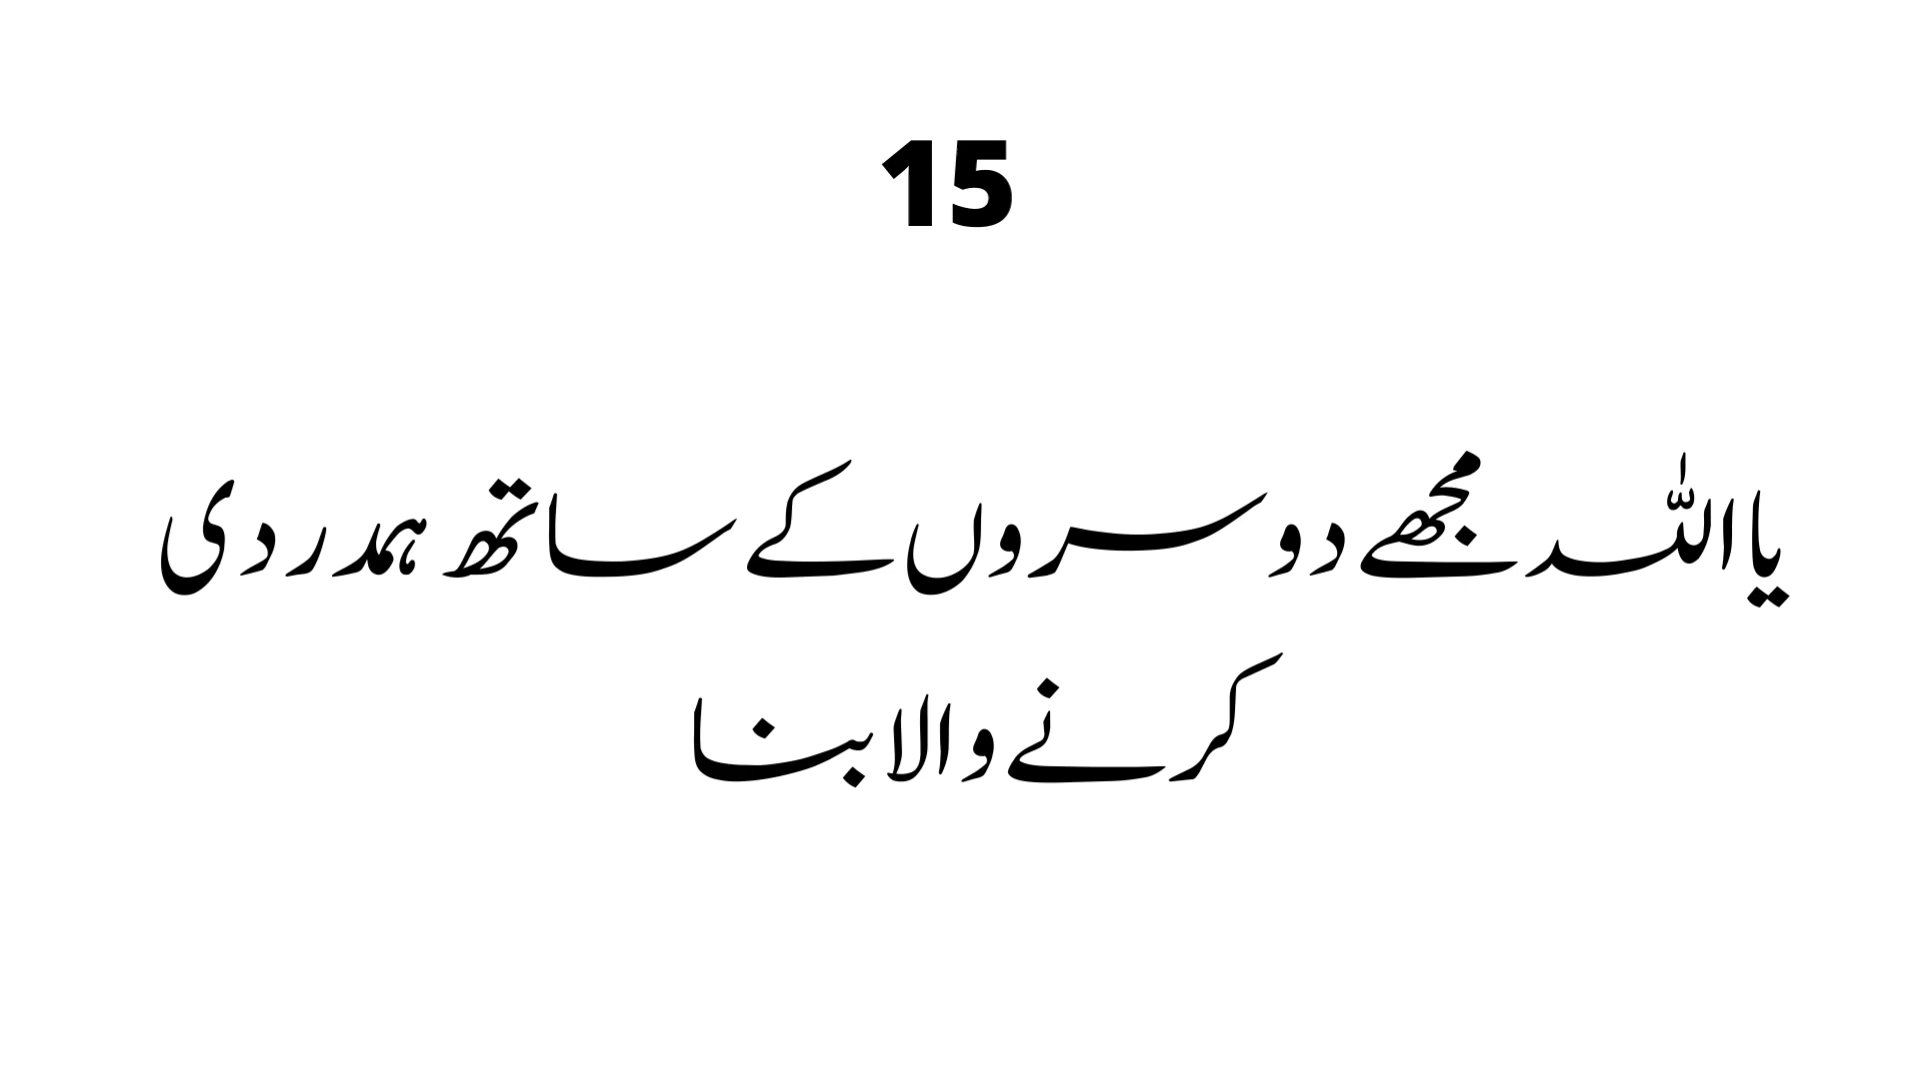 15
یا اللہ مجھے دوسروں کے ساتھ ہمدردی
کرنے والا بنا